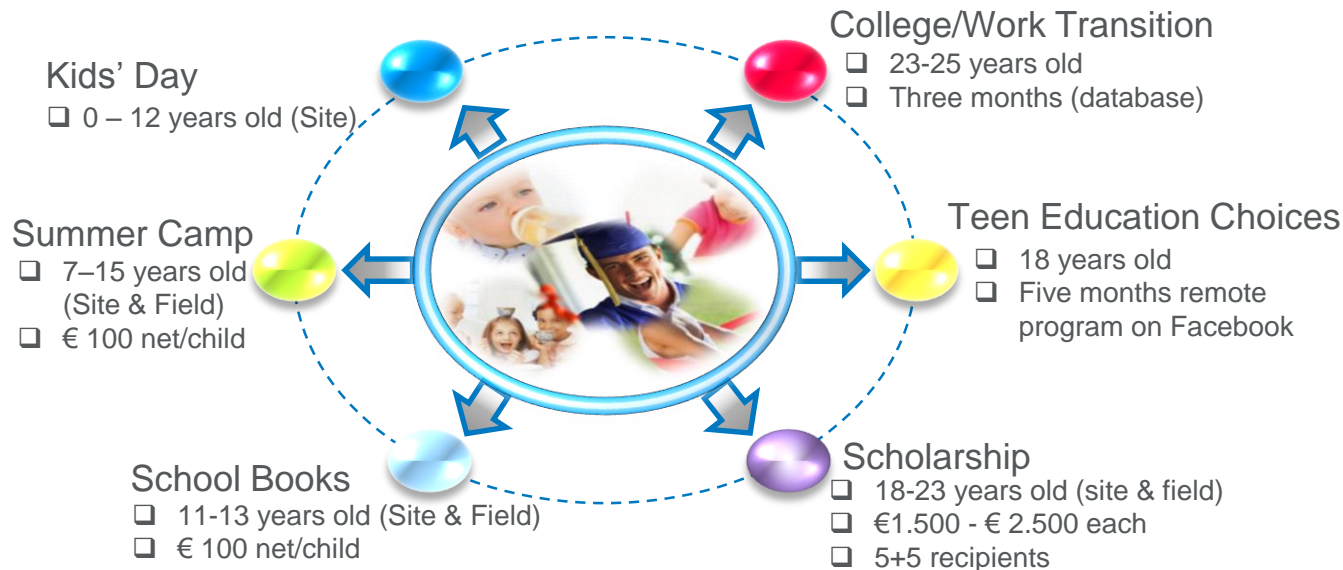 Kids' Day
❑ 0 – 12 years old (Site)
College/Work Transition
❑ 23-25 years old
❑ Three months (database)
Summer Camp
❑ 7–15 years old
(Site & Field)
❑ € 100 net/child
Teen Education Choices
❑ 18 years old
❑ Five months remote
program on Facebook
School Books
❑ 11-13 years old (Site & Field)
❑ € 100 net/child
Scholarship
❑ 18-23 years old (site & field)
❑ €1.500 - € 2.500 each
❑ 5+5 recipients